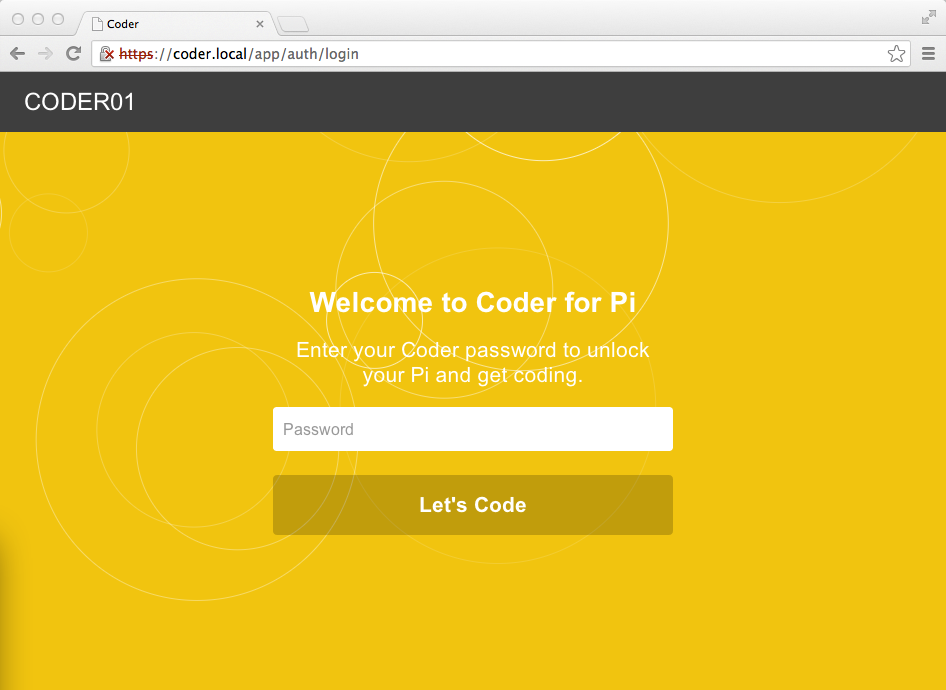 Coder
https://coder.local/app/auth/login
CODER01
Welcome to Coder for Pi
Enter your Coder password to unlock
your Pi and get coding.
Password
Let's Code